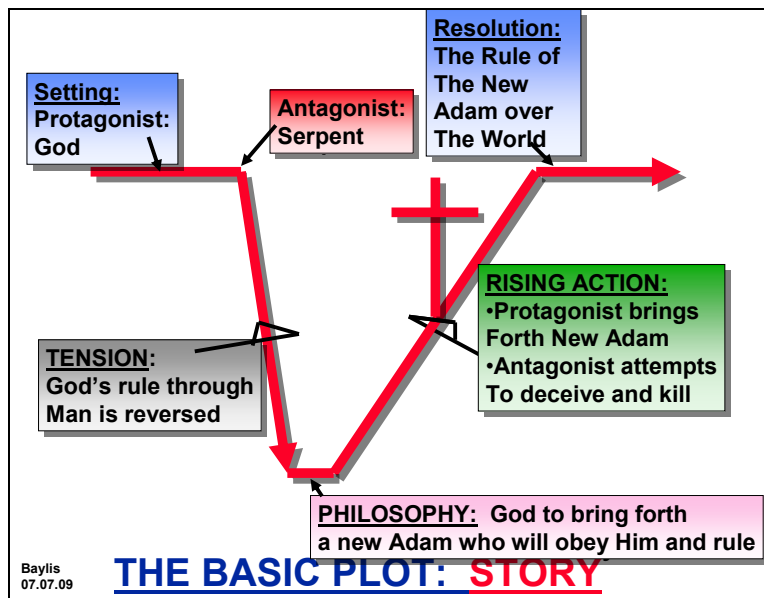 Setting:
Protagonist:
God
Antagonist:
Serpent
Resolution:
The Rule of
The New
Adam over
The World
TENSION:
God's rule through
Man is reversed
RISING ACTION:
•Protagonist brings
Forth New Adam
•Antagonist attempts
To deceive and kill
PHILOSOPHY: God to bring forth
a new Adam who will obey Him and rule
Baylis
07.07.09
THE BASIC PLOT: STORY